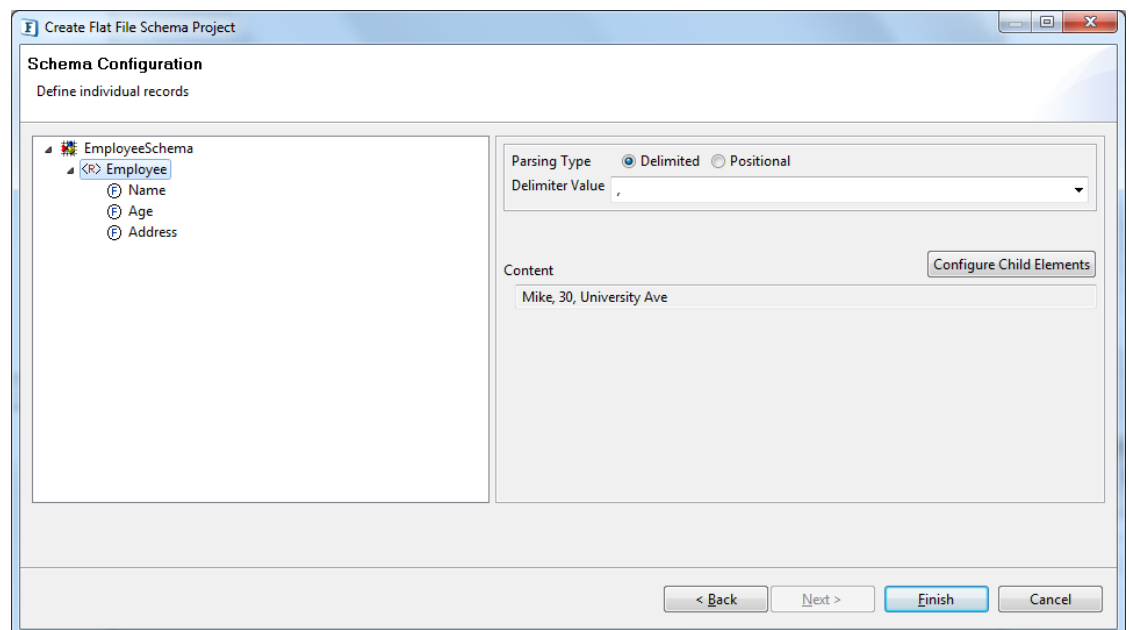 Create Flat File Schema Project
Schema Configuration
Define individual records
EmployeeSchema
<R> Employee
F Name
F Age
F Address
Parsing Type Delimited Positional
Delimiter Value ,
Configure Child Elements
Content
Mike, 30, University Ave
< Back Next > Finish Cancel